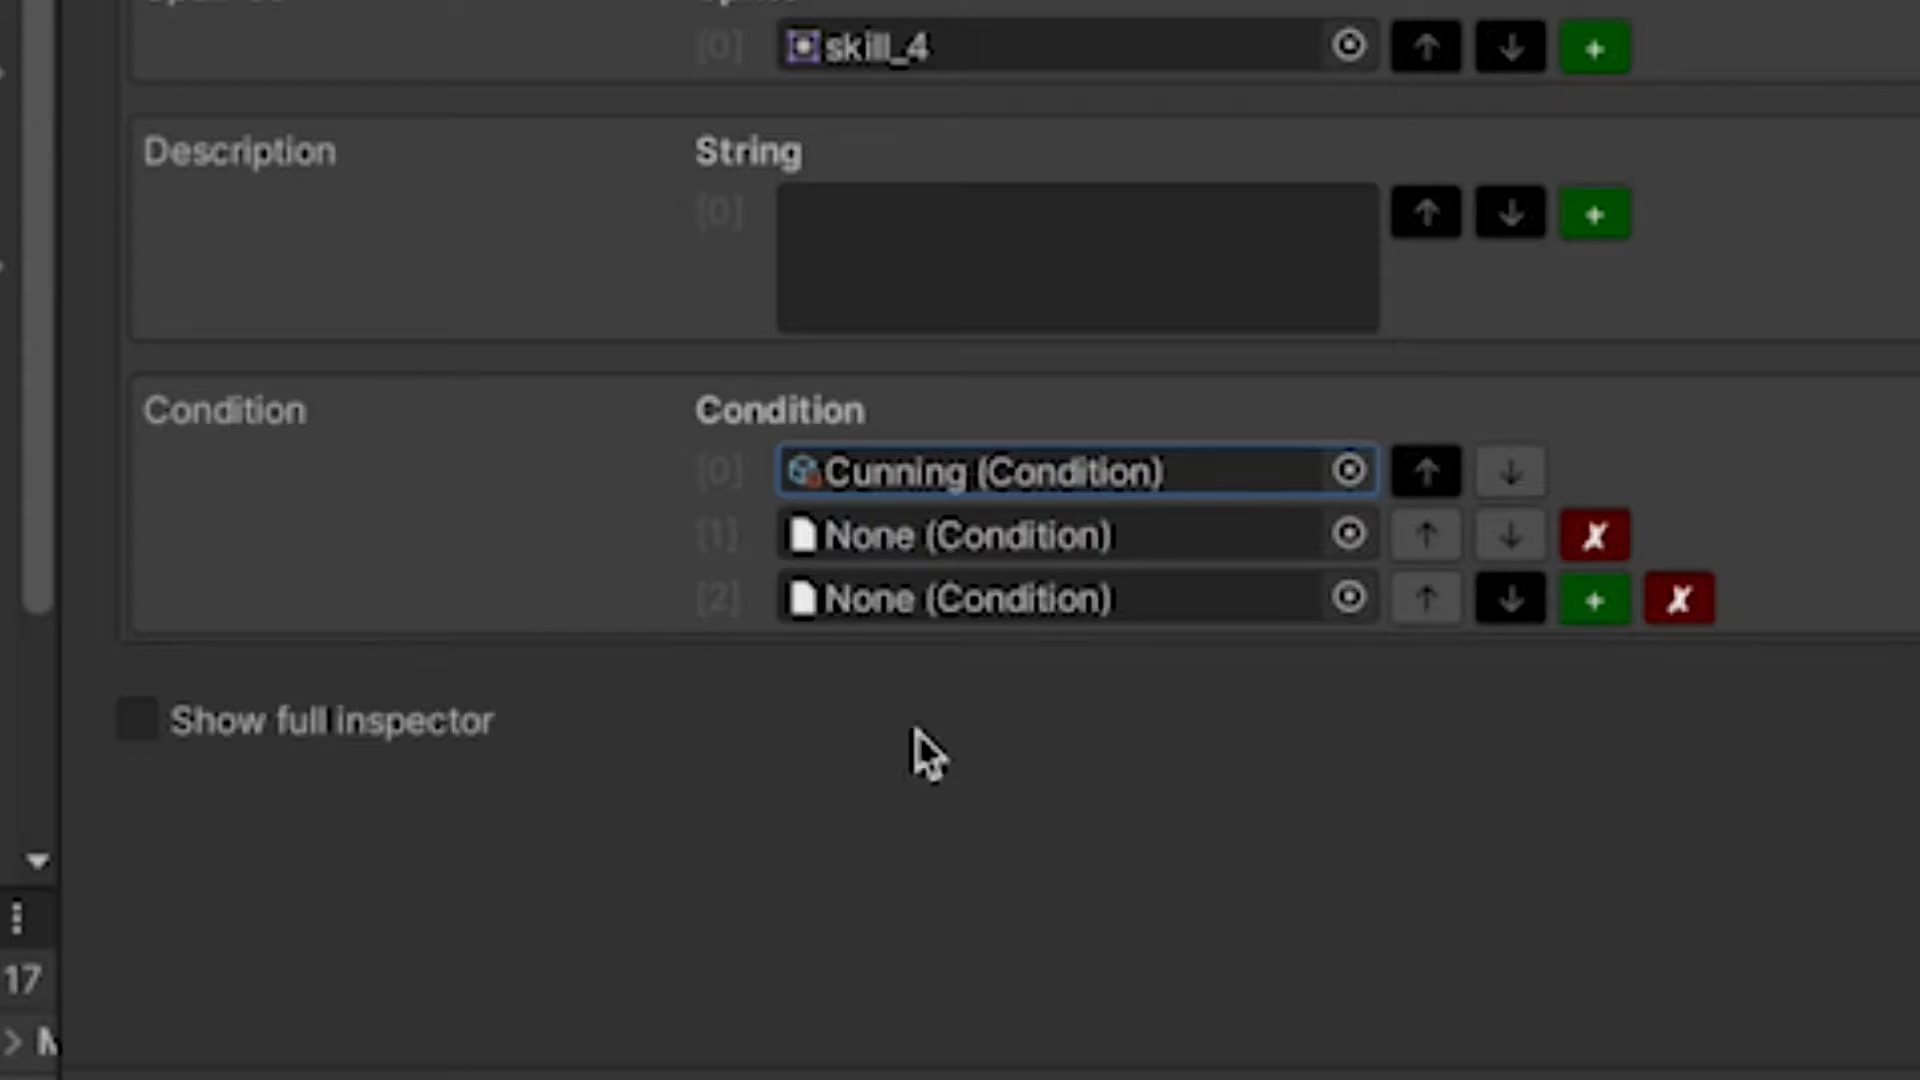 [0] skill_4 +
Description String
[0] +
Condition Condition
[0] Cunning (Condition)
[1] None (Condition) X
[2] None (Condition) + X
Show full inspector
17